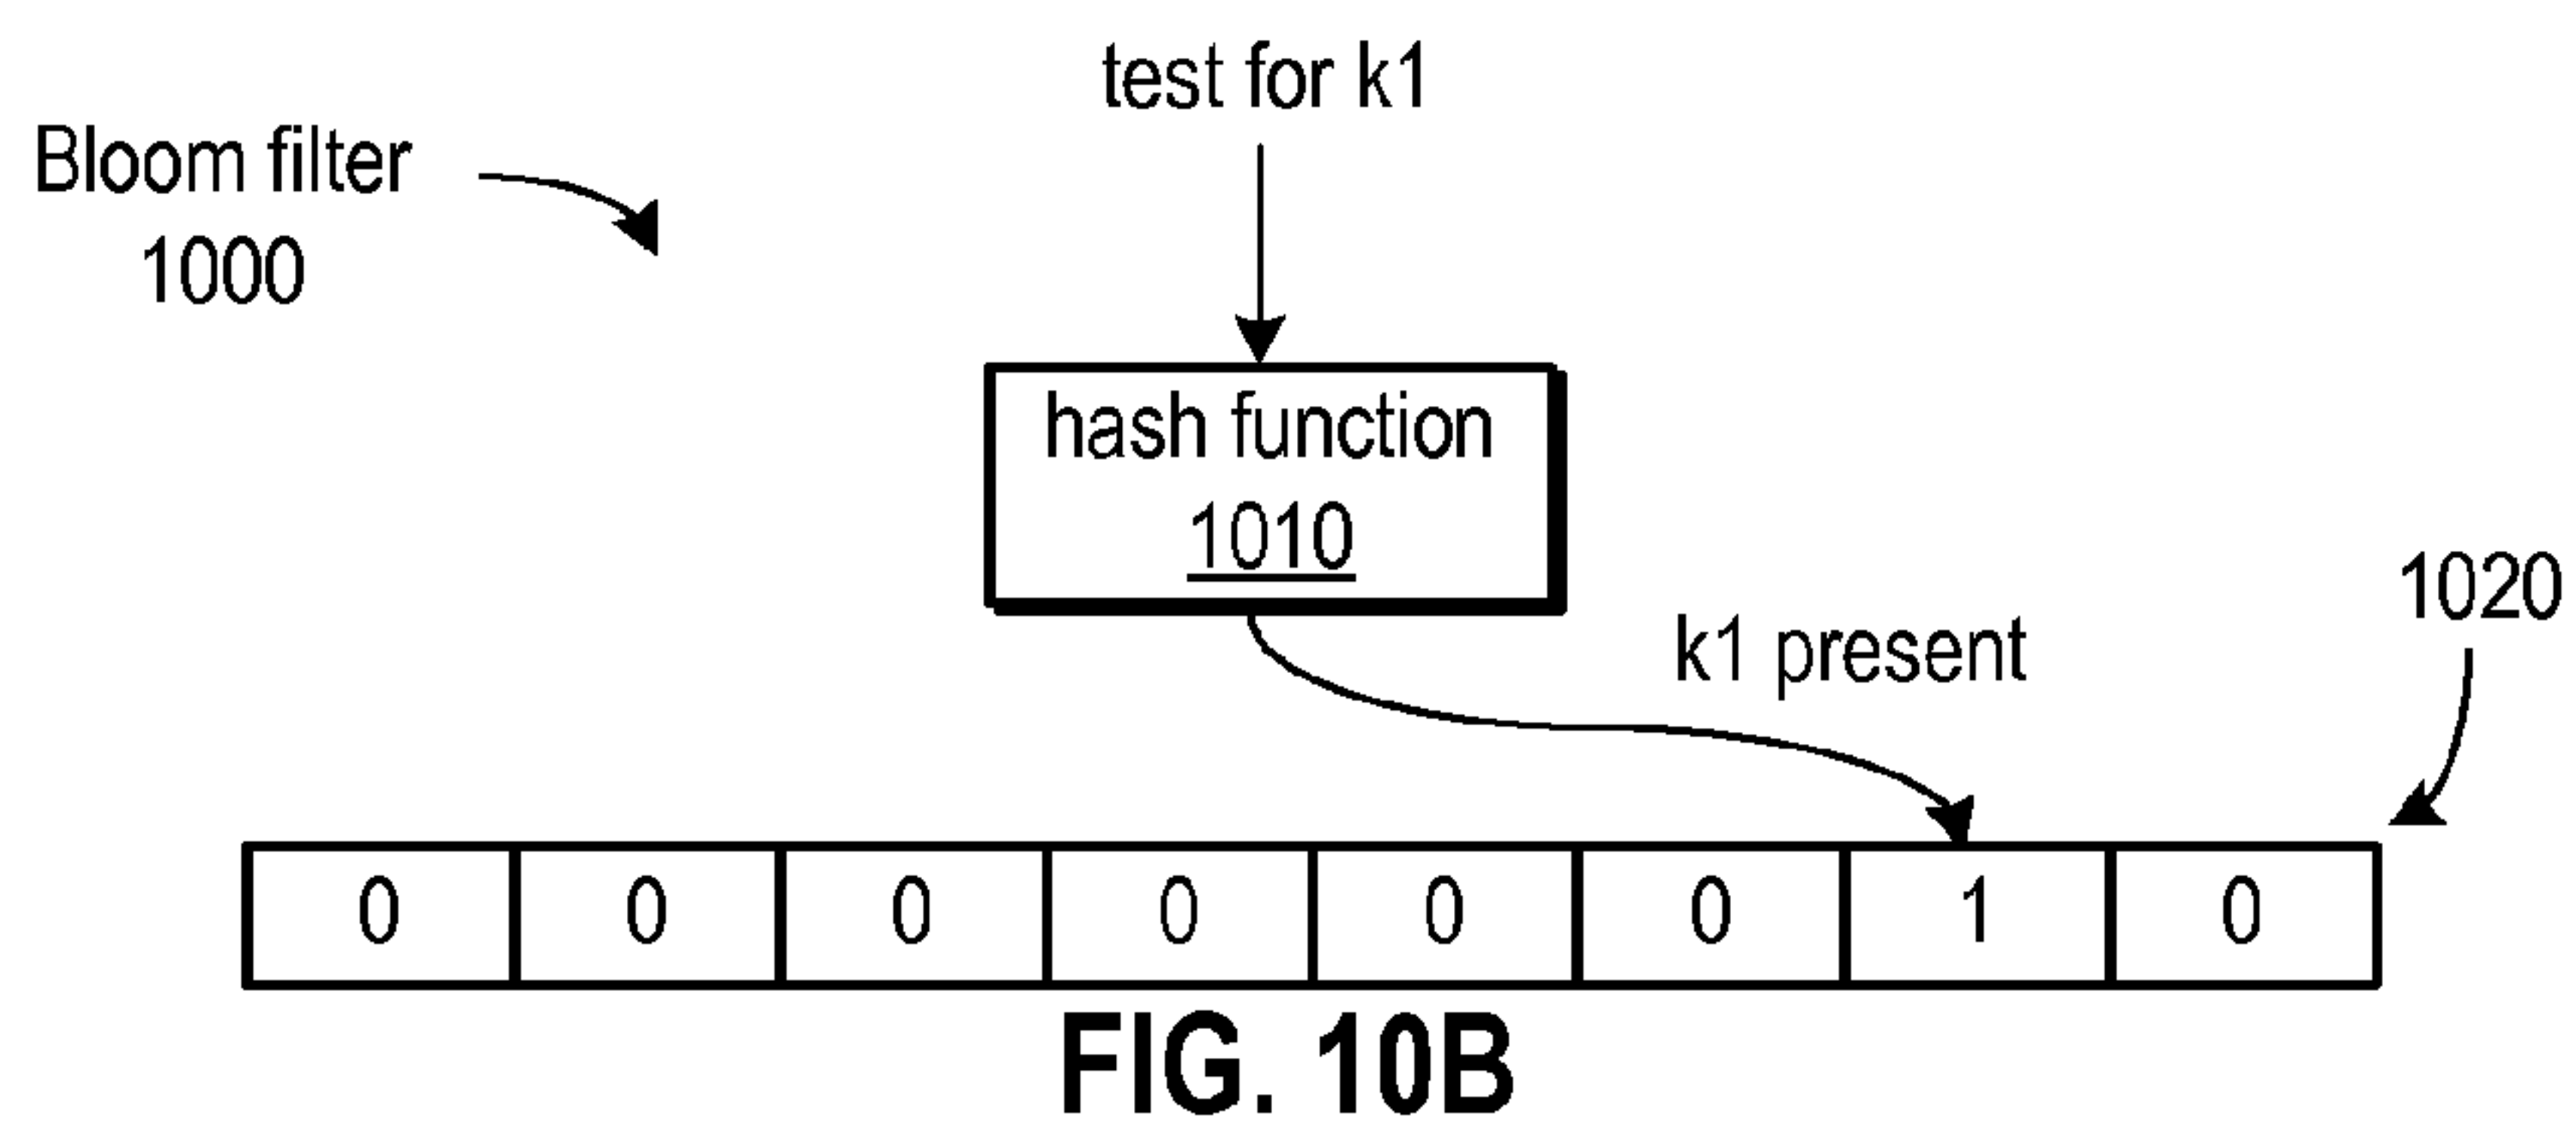 test for k1
Bloom filter
1000
hash function
1010
1020
k1 present
0 0 0 0 0 0 1 0
FIG. 10B